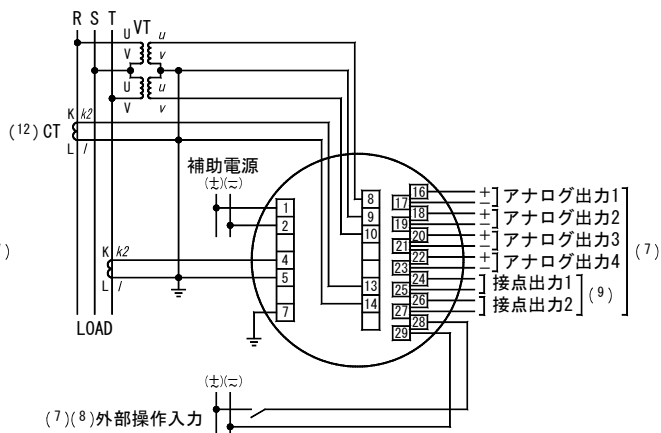 R S T
VT
U u
V v
U u
V v
K k2
(12) CT
L l
補助電源
(±)(≂)
1
2
4
5
7
8
9
10
13
14
16
17
18
19
20
21
22
23
24
25
26
27
28
29
+
− アナログ出力1
+
− アナログ出力2
+
− アナログ出力3
+
− アナログ出力4
接点出力1
接点出力2
(9)
(7)
)
K k2
L l
LOAD
(±)(≂)
(7)(8)外部操作入力